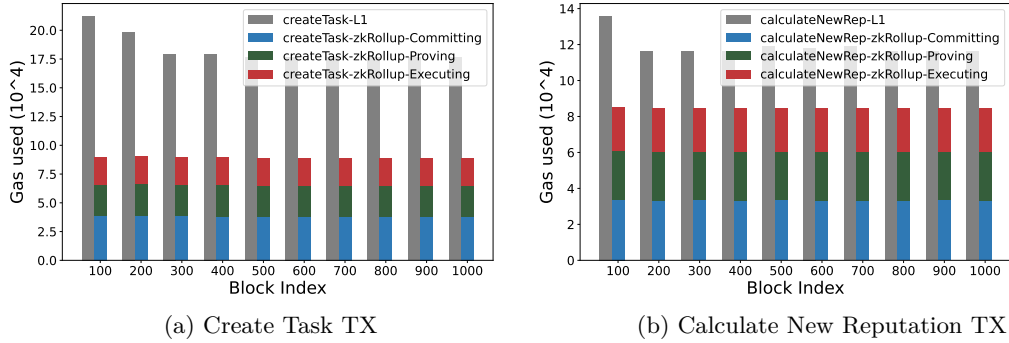 createTask-L1
createTask-zkRollup-Committing
createTask-zkRollup-Proving
createTask-zkRollup-Executing
Gas used (10^4)
20.0
17.5
15.0
12.5
10.0
7.5
5.0
2.5
0.0
100 200 300 400 500 600 700 800 900 1000
Block Index
(a) Create Task TX
calculateNewRep-L1
calculateNewRep-zkRollup-Committing
calculateNewRep-zkRollup-Proving
calculateNewRep-zkRollup-Executing
Gas used (10^4)
14
12
10
8
6
4
2
0
100 200 300 400 500 600 700 800 900 1000
Block Index
(b) Calculate New Reputation TX